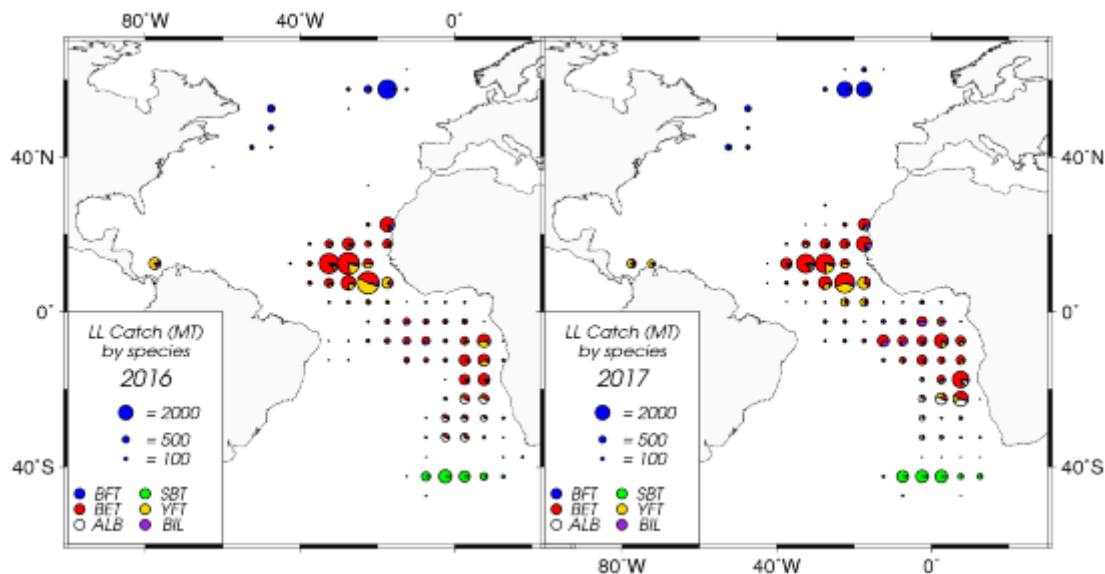 80°W 40°W 0°
40°N 40°N
0° 0°
LL Catch (MT)
by species
2016
= 2000
= 500
= 100
BFT SBT
BET YFT
ALB BIL
LL Catch (MT)
by species
2017
= 2000
= 500
= 100
BFT SBT
BET YFT
ALB BIL
40°S 40°S
80°W 40°W 0°